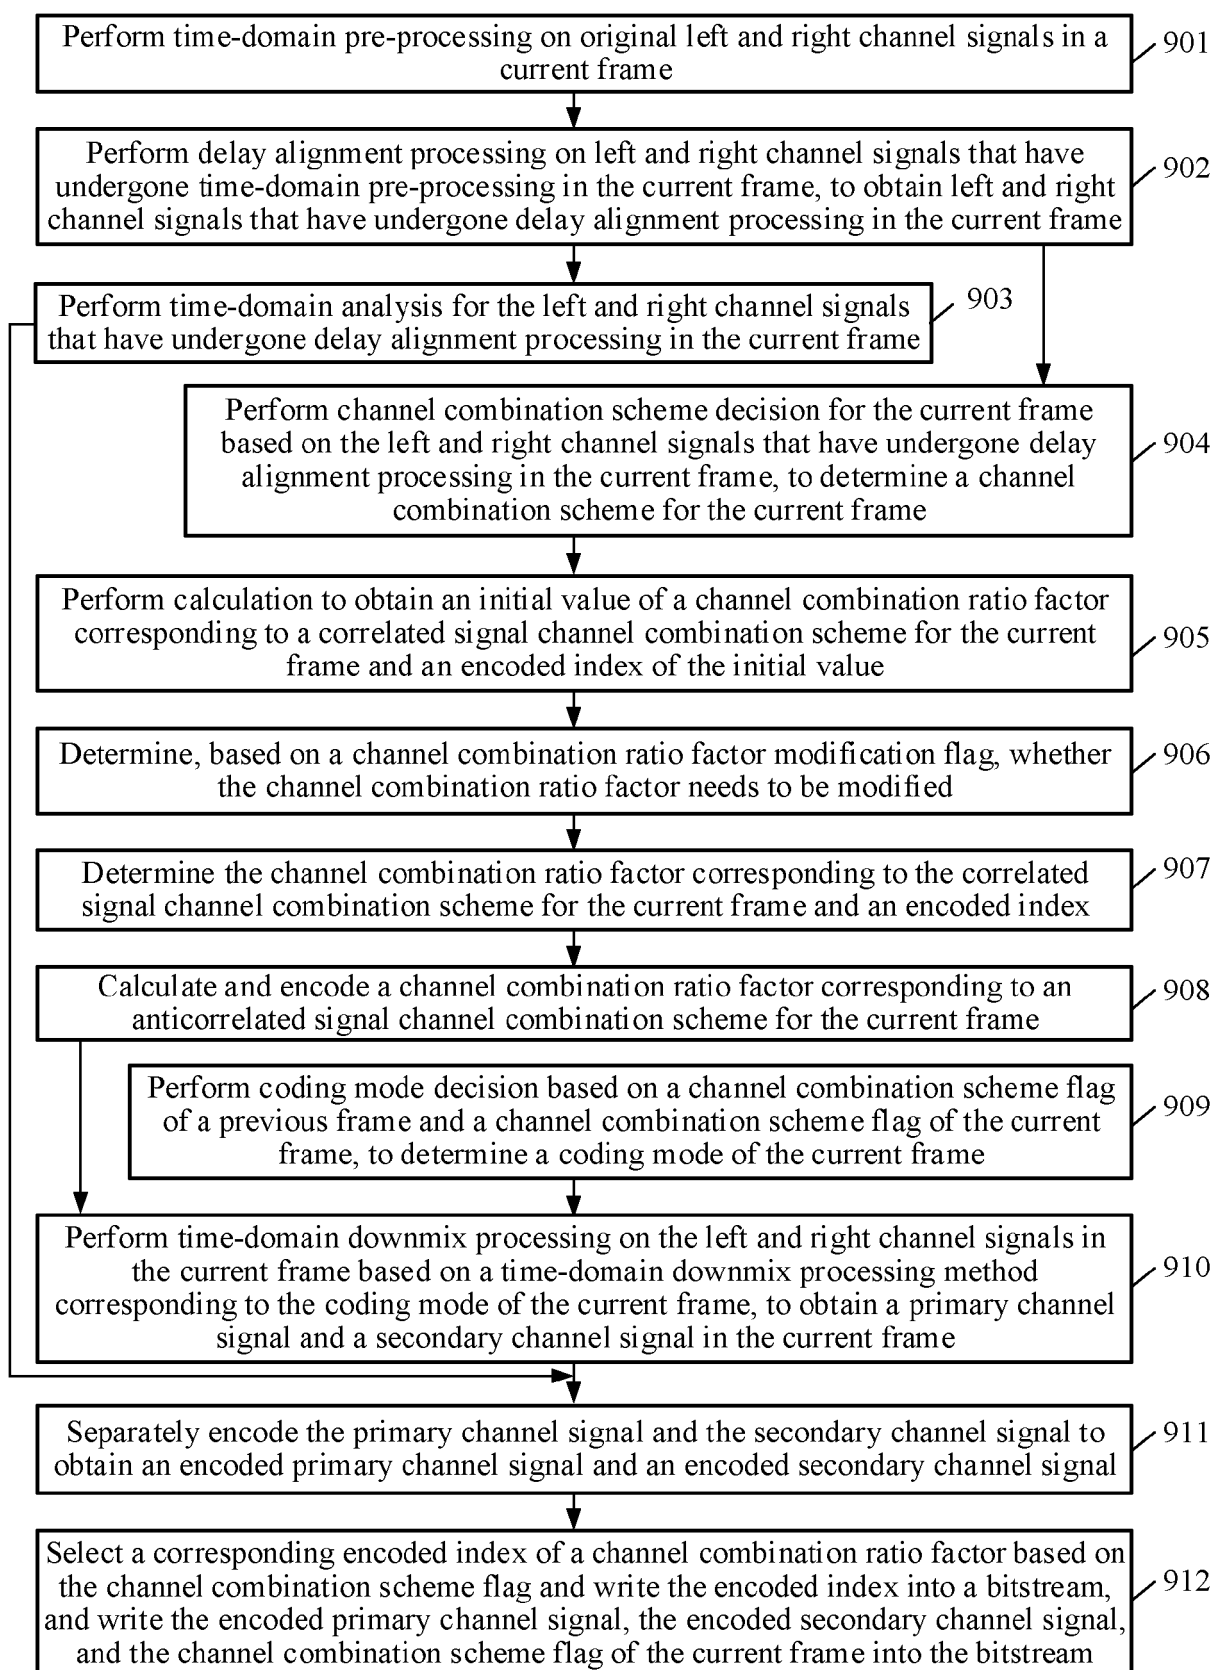 Perform time-domain pre-processing on original left and right channel signals in a
current frame
901
Perform delay alignment processing on left and right channel signals that have
undergone time-domain pre-processing in the current frame, to obtain left and right
channel signals that have undergone delay alignment processing in the current frame
902
Perform time-domain analysis for the left and right channel signals
that have undergone delay alignment processing in the current frame
903
Perform channel combination scheme decision for the current frame
based on the left and right channel signals that have undergone delay
alignment processing in the current frame, to determine a channel
combination scheme for the current frame
904
Perform calculation to obtain an initial value of a channel combination ratio factor
corresponding to a correlated signal channel combination scheme for the current
frame and an encoded index of the initial value
905
Determine, based on a channel combination ratio factor modification flag, whether
the channel combination ratio factor needs to be modified
906
Determine the channel combination ratio factor corresponding to the correlated
signal channel combination scheme for the current frame and an encoded index
907
Calculate and encode a channel combination ratio factor corresponding to an
anticorrelated signal channel combination scheme for the current frame
908
Perform coding mode decision based on a channel combination scheme flag
of a previous frame and a channel combination scheme flag of the current
frame, to determine a coding mode of the current frame
909
Perform time-domain downmix processing on the left and right channel signals in
the current frame based on a time-domain downmix processing method
corresponding to the coding mode of the current frame, to obtain a primary channel
signal and a secondary channel signal in the current frame
910
Separately encode the primary channel signal and the secondary channel signal to
obtain an encoded primary channel signal and an encoded secondary channel signal
911
Select a corresponding encoded index of a channel combination ratio factor based on
the channel combination scheme flag and write the encoded index into a bitstream,
and write the encoded primary channel signal, the encoded secondary channel signal,
and the channel combination scheme flag of the current frame into the bitstream
912